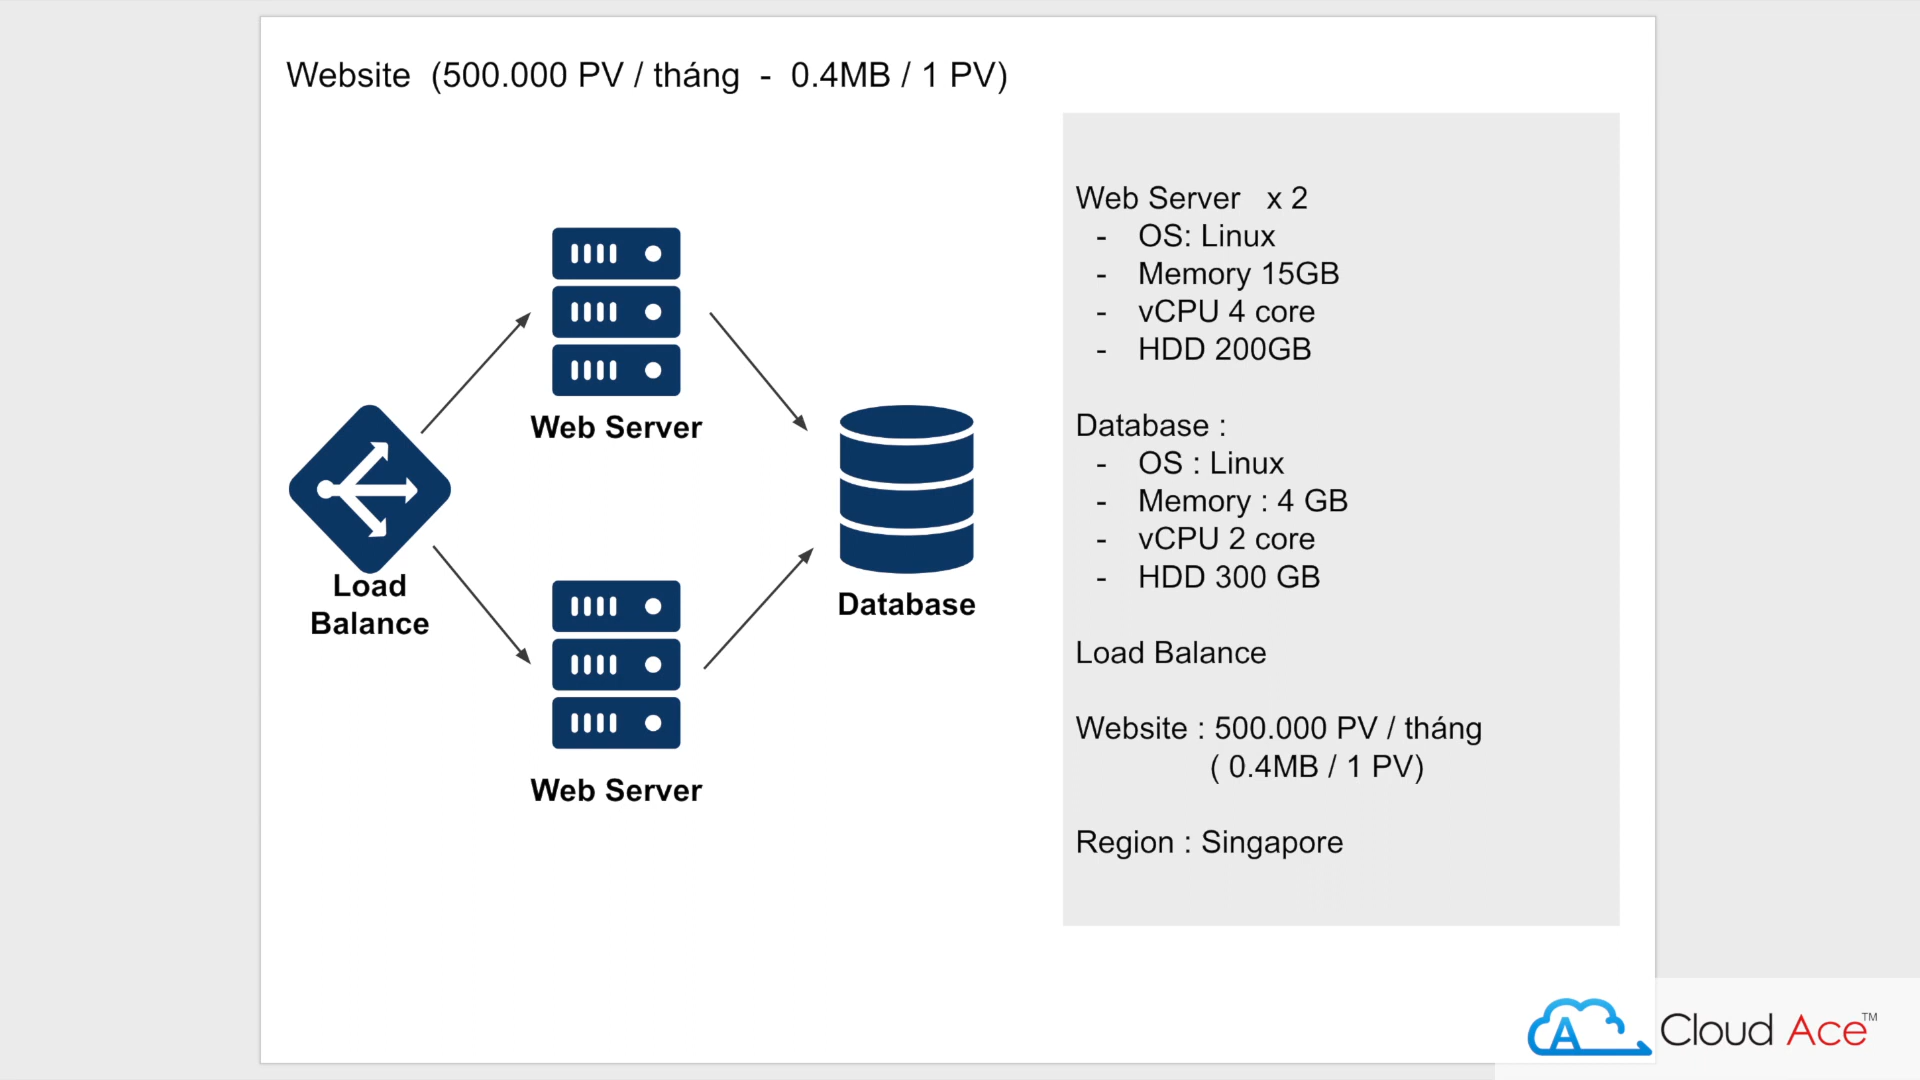 Website (500.000 PV / tháng - 0.4MB / 1 PV)
Web Server
Load
Balance
Database
Web Server
Web Server x 2
- OS: Linux
- Memory 15GB
- vCPU 4 core
- HDD 200GB
Database :
- OS : Linux
- Memory : 4 GB
- vCPU 2 core
- HDD 300 GB
Load Balance
Website : 500.000 PV / tháng
( 0.4MB / 1 PV)
Region : Singapore
A Cloud Ace™